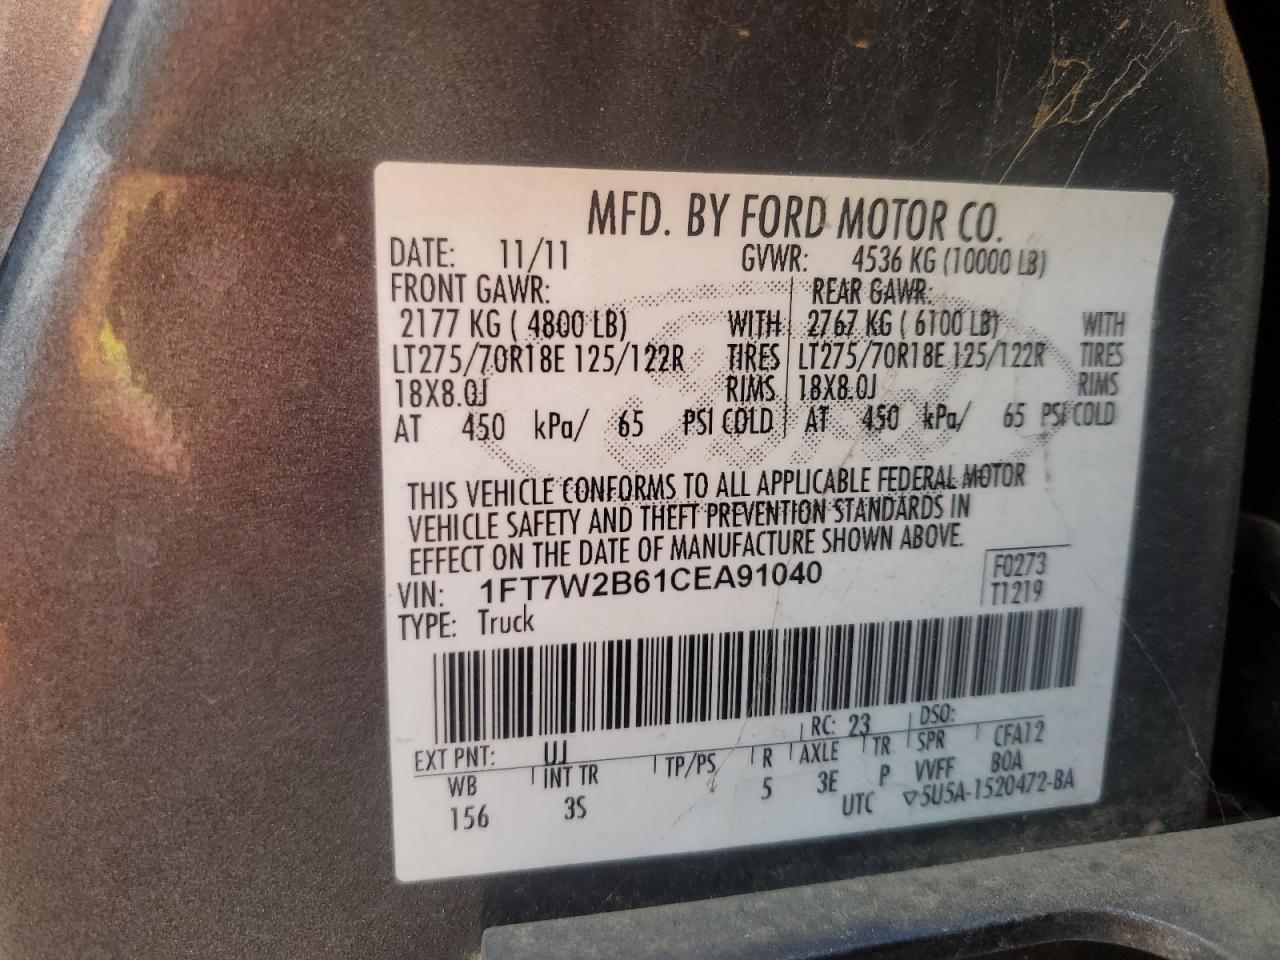 MFD. BY FORD MOTOR CO.
DATE: 11/11 GVWR: 4536 KG (10000 LB)
FRONT GAWR: REAR GAWR:
2177 KG ( 4800 LB) WITH 2767 KG ( 6100 LB) WITH
LT275/70R18E 125/122R TIRES LT275/70R18E 125/122R TIRES
18X8.0J RIMS 18X8.0J RIMS
AT 450 kPa/ 65 PSI COLD AT 450 kPa/ 65 PSI COLD
THIS VEHICLE CONFORMS TO ALL APPLICABLE FEDERAL MOTOR
VEHICLE SAFETY AND THEFT PREVENTION STANDARDS IN
EFFECT ON THE DATE OF MANUFACTURE SHOWN ABOVE.
VIN: 1FT7W2B61CEA91040 F0273
TYPE: Truck T1219
EXT PNT: UJ RC: 23 DSO:
WB INT TR TP/PS R AXLE TR SPR CFA12
156 3S 5 3E P VVFF BOA
UTC ▽5U5A-1520472-BA